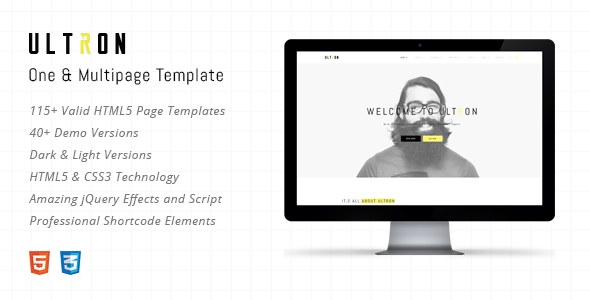 ULTRON
One & Multipage Template
115+ Valid HTML5 Page Templates
40+ Demo Versions
Dark & Light Versions
HTML5 & CSS3 Technology
Amazing jQuery Effects and Script
Professional Shortcode Elements
5
3
ULTRON
WELCOME TO ULTRON
IT,S ALL ABOUT ULTRON